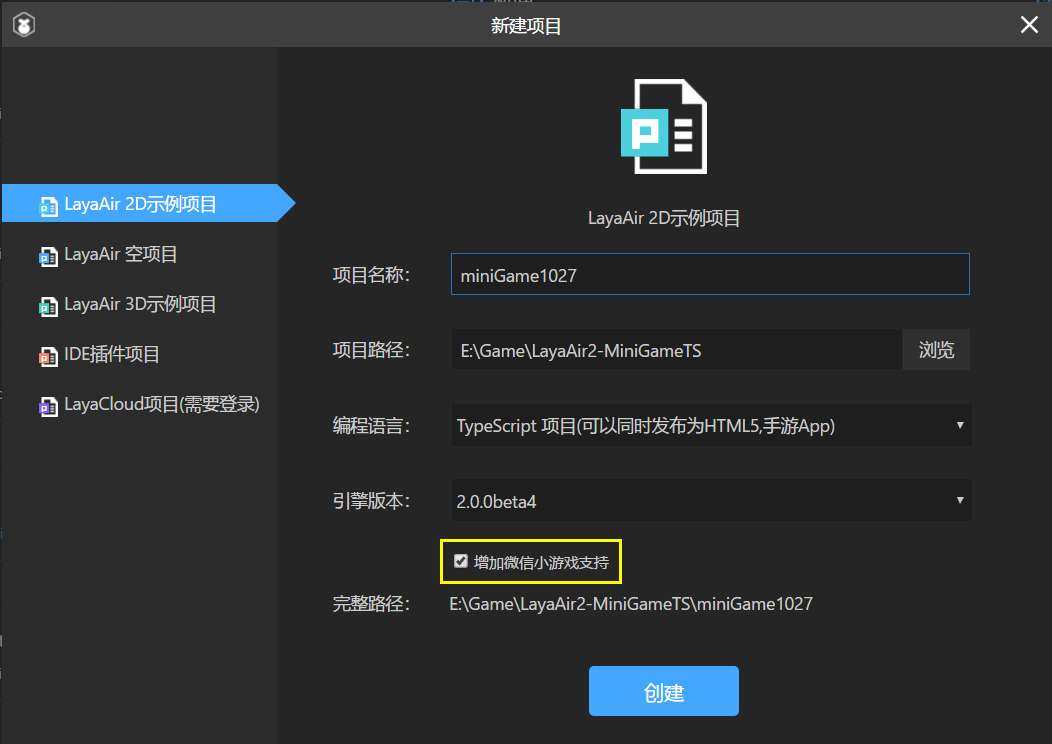 新建项目
LayaAir 2D示例项目
LayaAir 空项目
LayaAir 3D示例项目
IDE插件项目
LayaCloud项目(需要登录)
LayaAir 2D示例项目
项目名称： miniGame1027
项目路径： E:\Game\LayaAir2-MiniGameTS 浏览
编程语言： TypeScript 项目(可以同时发布为HTML5,手游App)
引擎版本： 2.0.0beta4
增加微信小游戏支持
完整路径： E:\Game\LayaAir2-MiniGameTS\miniGame1027
创建